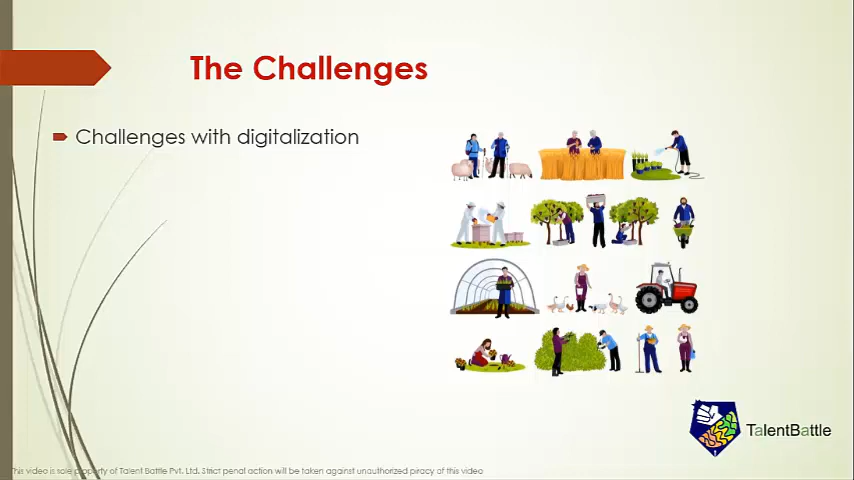 The Challenges
Challenges with digitalization
TalentBattle
This video is sole property of Talent Battle Pvt. Ltd. Strict penal action will be taken against unauthorized piracy of this video